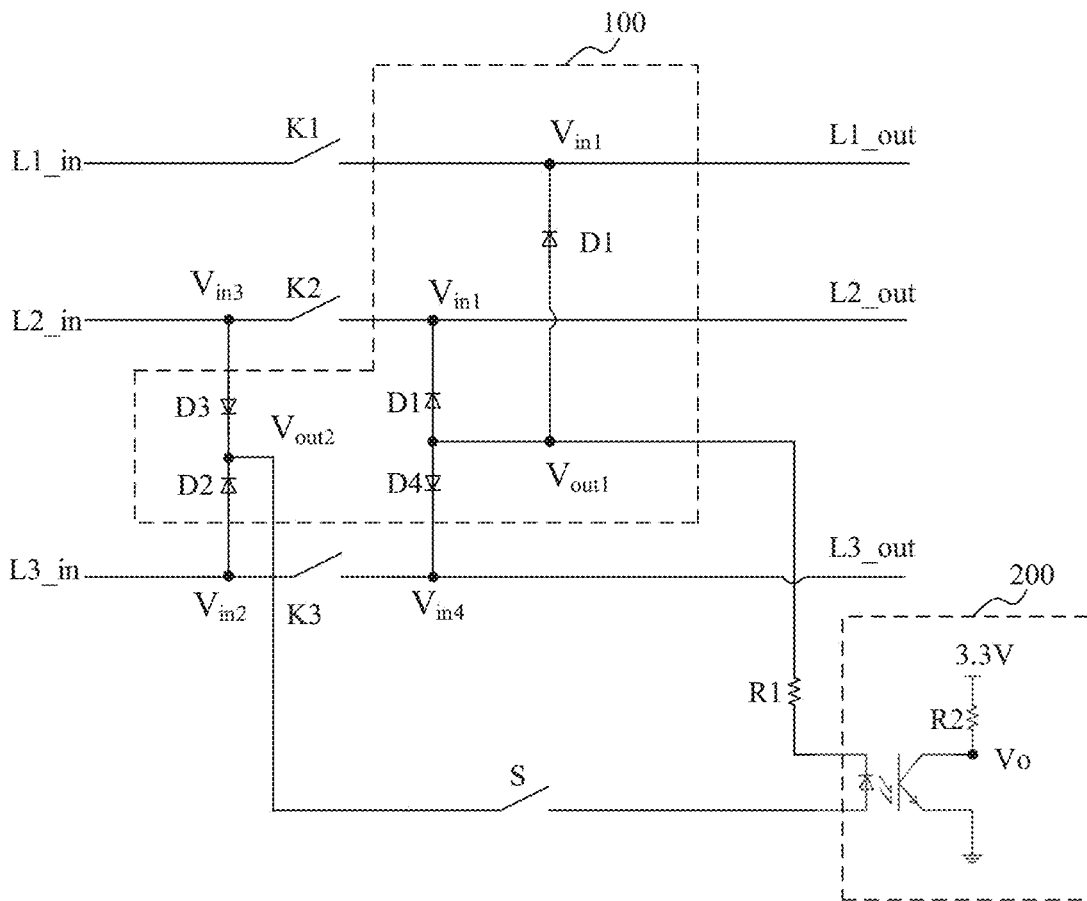 100
K1
Vin1
L1_out
L1_in
D1
Vin3
K2
Vin1
L2_out
L2_in
D3
D1
Vout2
D2
D4
Vout1
L3_out
L3_in
Vin2
K3
Vin4
200
3.3V
R1
R2
Vo
S